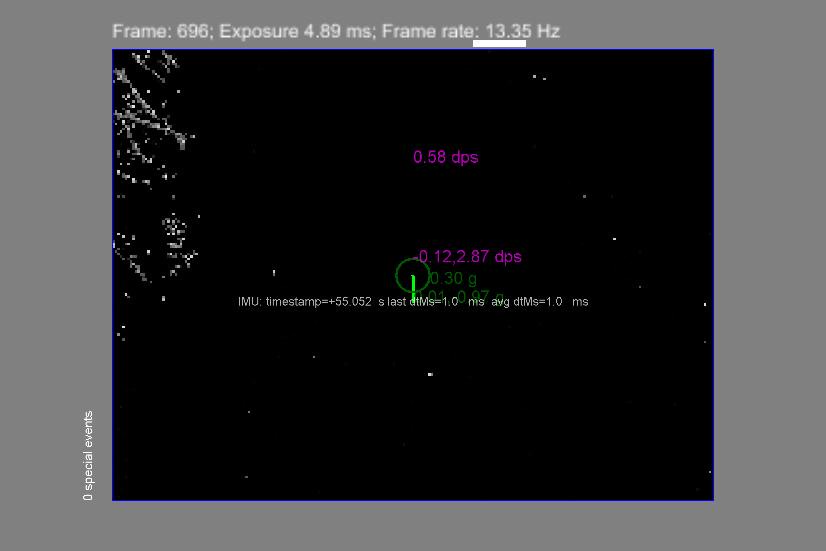 Frame: 696; Exposure 4.89 ms; Frame rate: 13.35 Hz
0.58 dps
-0.12,2.87 dps
0.30 g
0.97 g
IMU: timestamp=+55.052 s last dtMs=1.0 ms avg dtMs=1.0 ms
0 special events